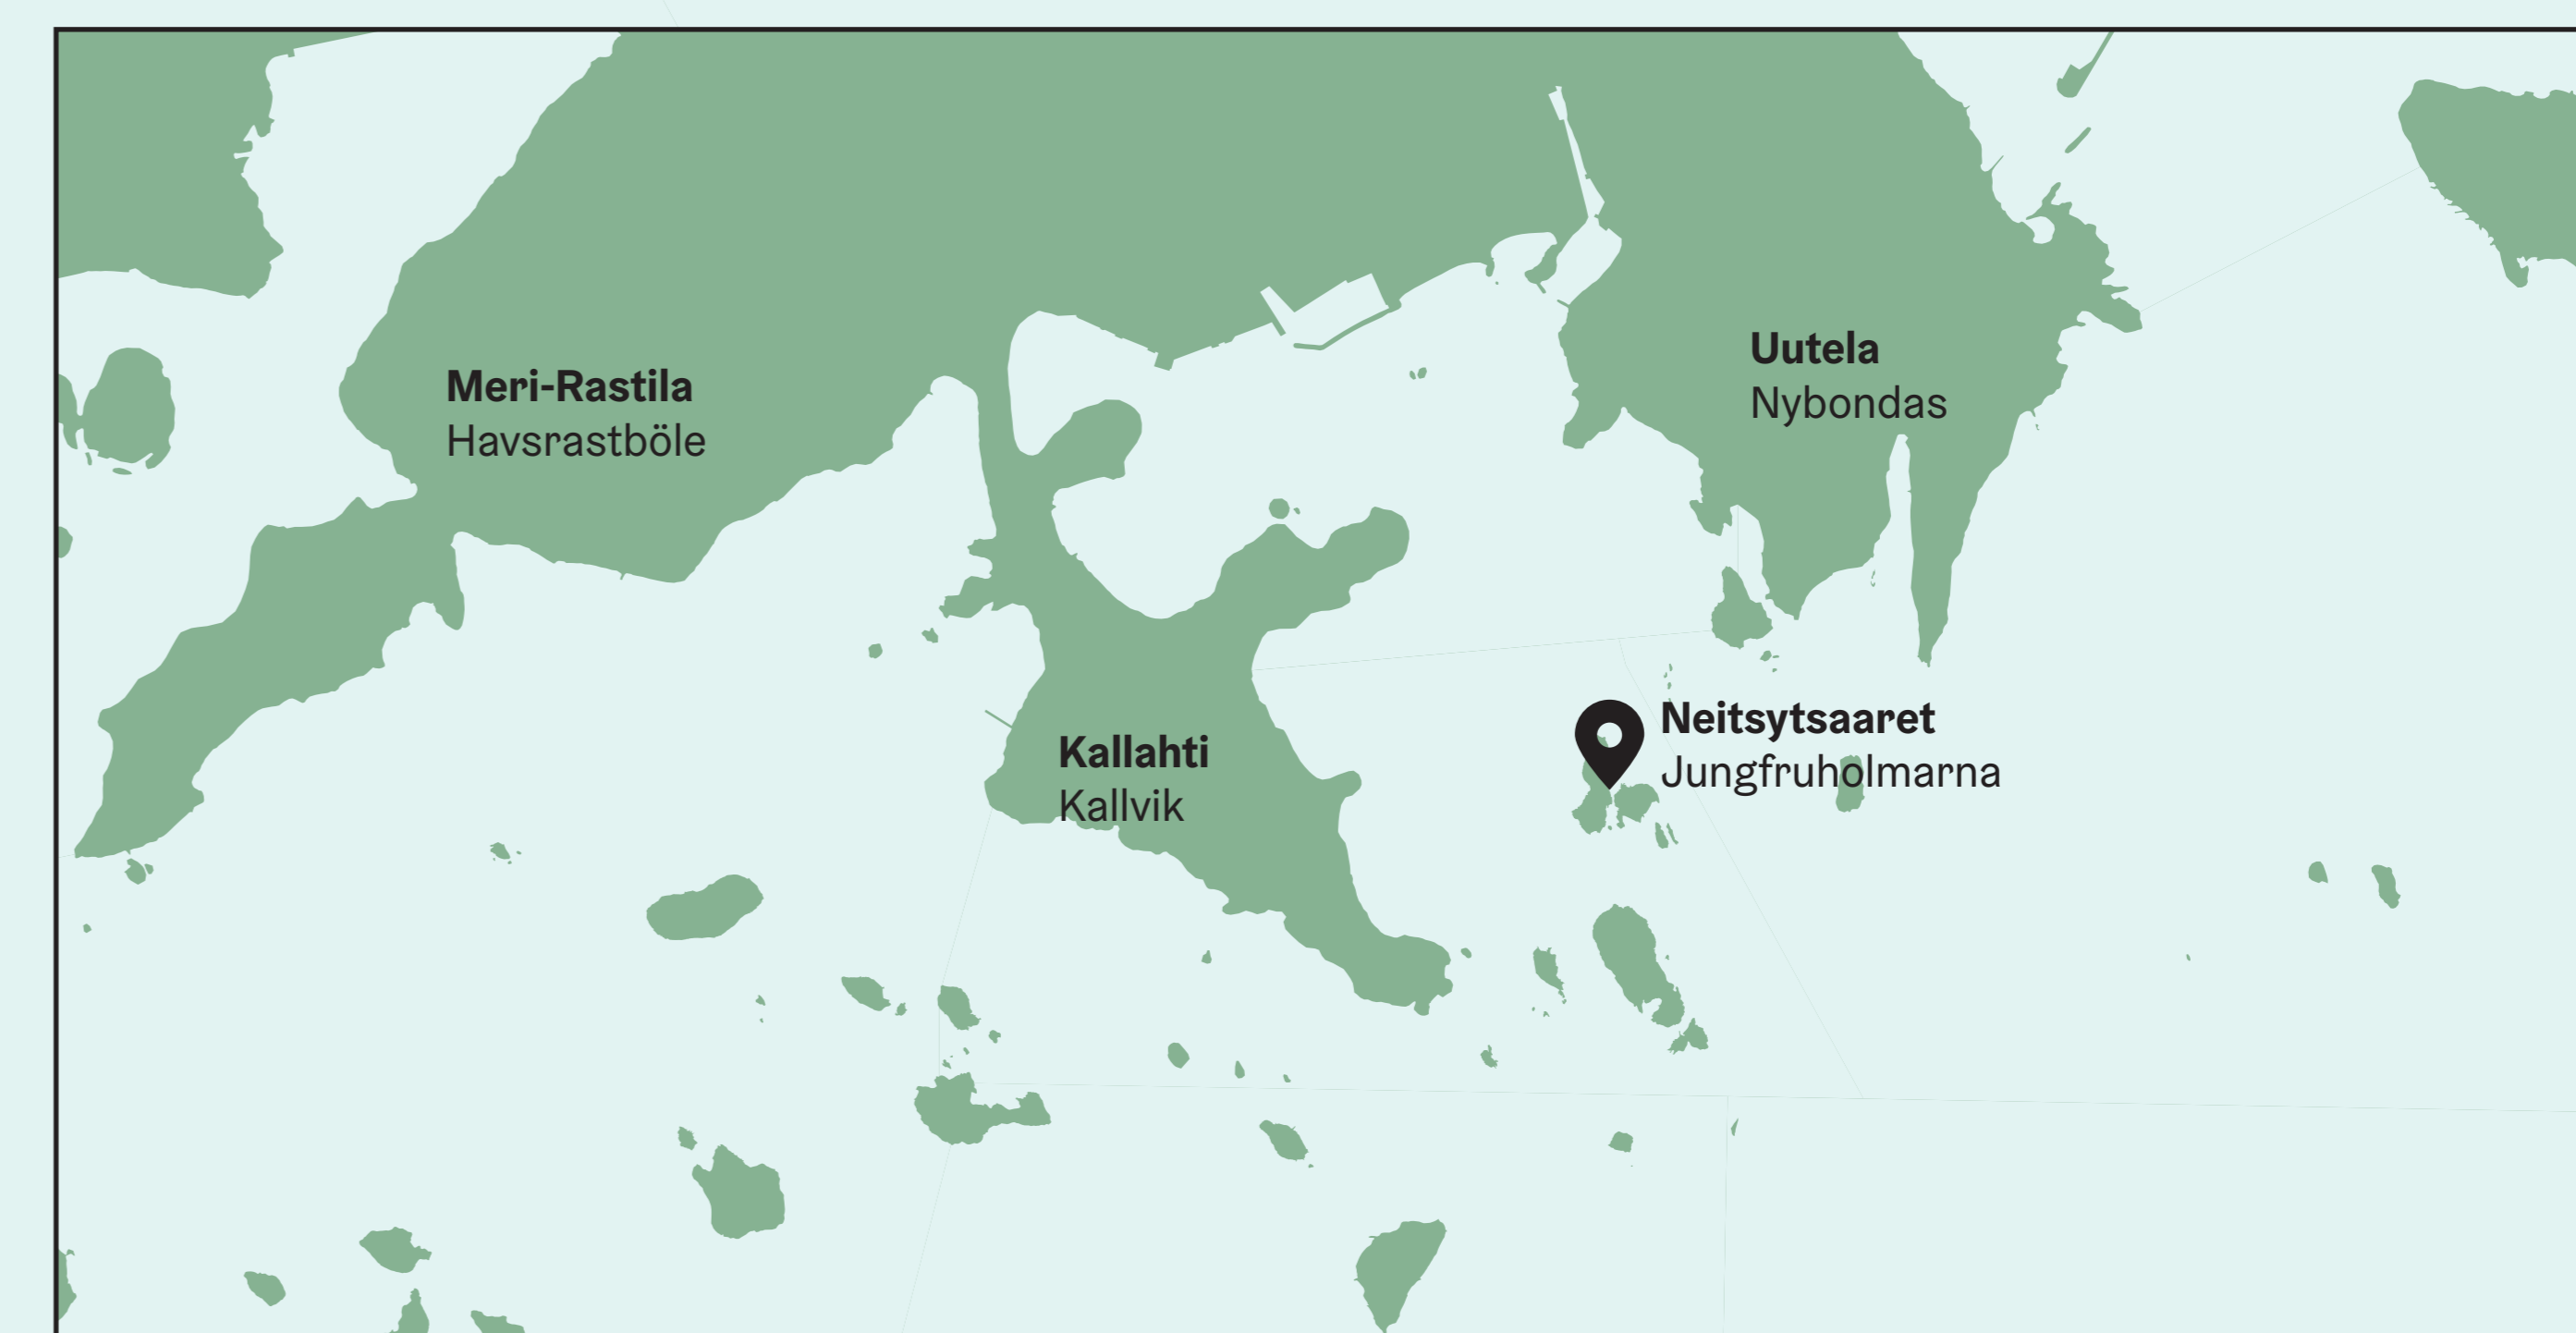 Meri-Rastila
Havsrastböle
Uutela
Nybondas
Kallahti
Kallvik
Neitsytsaaret
Jungfruholmarna